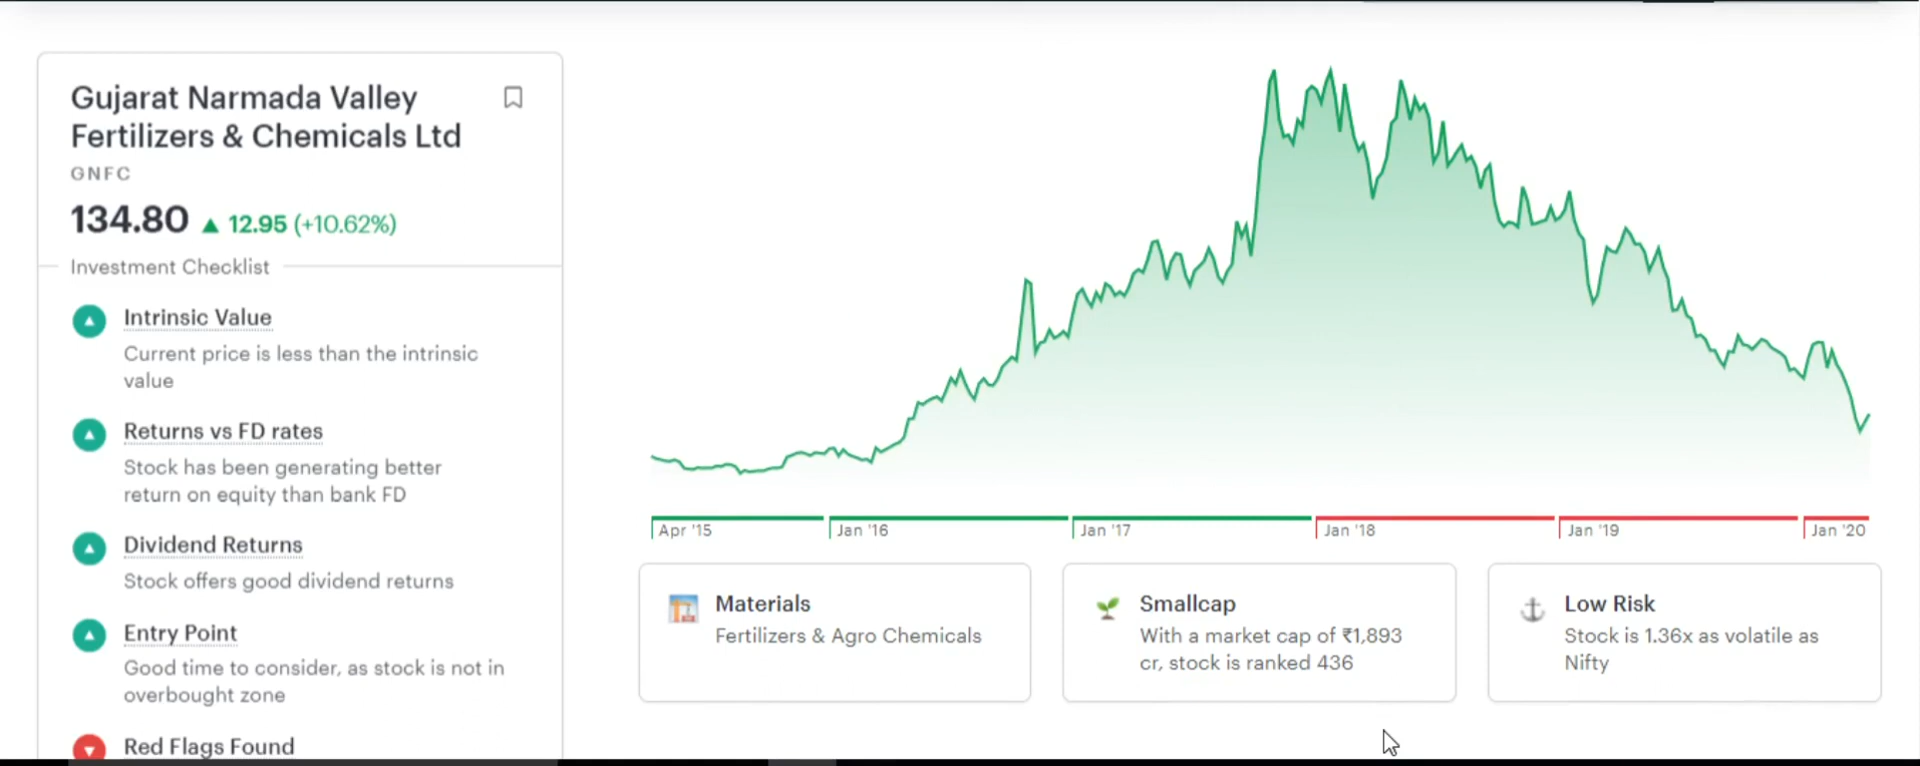 Gujarat Narmada Valley
Fertilizers & Chemicals Ltd
GNFC
134.80 ▲ 12.95 (+10.62%)
Investment Checklist
Intrinsic Value
Current price is less than the intrinsic
value
Returns vs FD rates
Stock has been generating better
return on equity than bank FD
Dividend Returns
Stock offers good dividend returns
Entry Point
Good time to consider, as stock is not in
overbought zone
Red Flags Found
Apr '15 Jan '16 Jan '17 Jan '18 Jan '19 Jan '20
Materials
Fertilizers & Agro Chemicals
Smallcap
With a market cap of ₹1,893
cr, stock is ranked 436
Low Risk
Stock is 1.36x as volatile as
Nifty